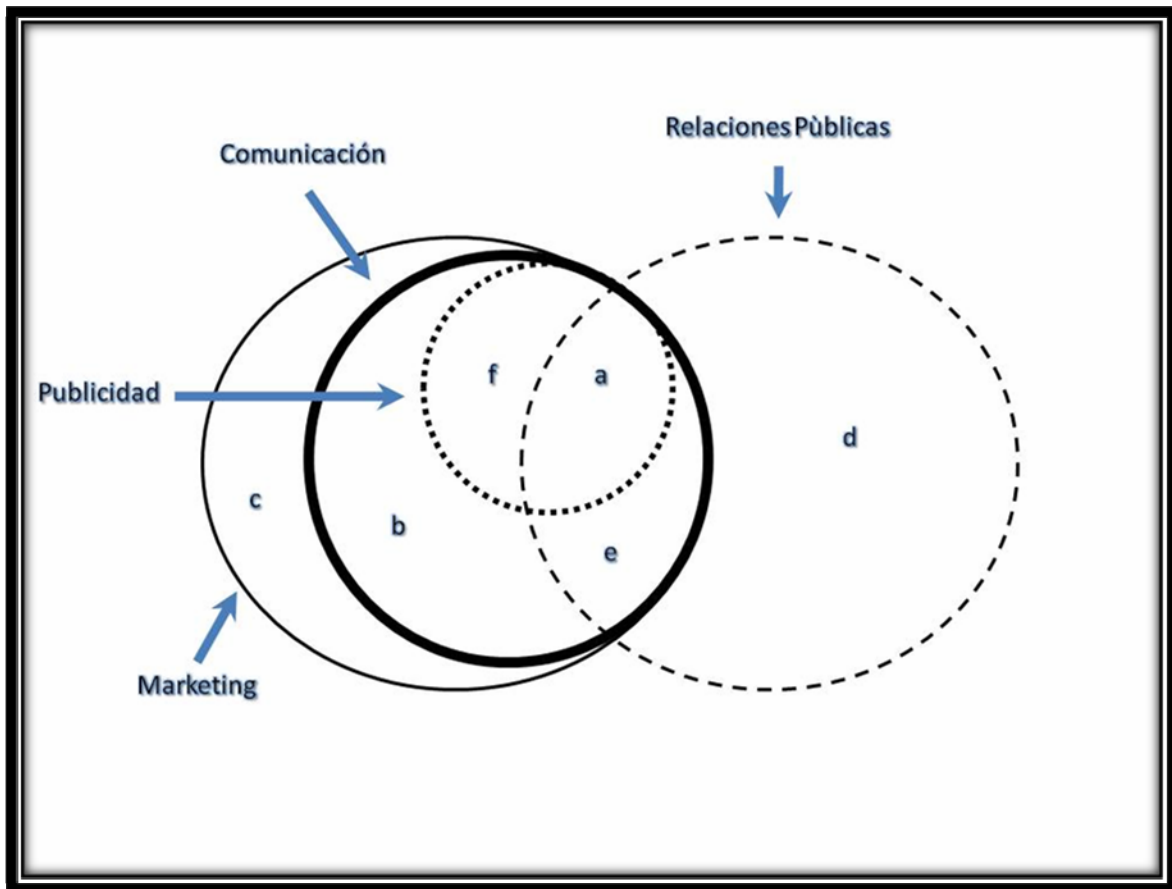 Relaciones Pùblicas
Comunicación
f
a
Publicidad
d
c
b
e
Marketing